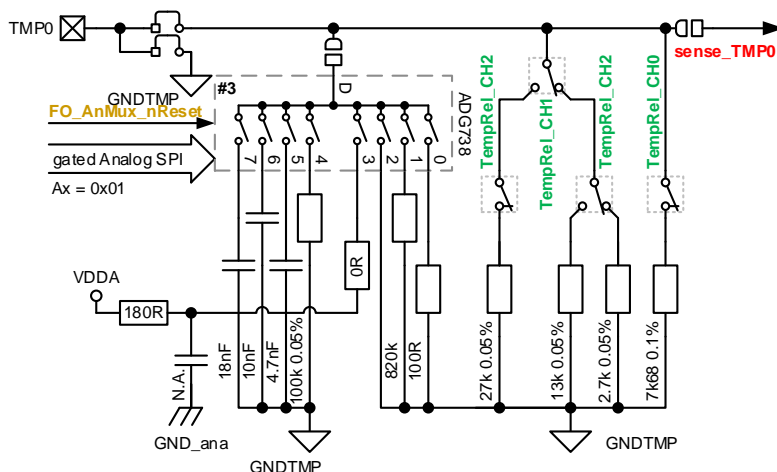 TMP0
sense_TMP0
GNDTMP
#3
D
ADG738
FO_AnMux_nReset
gated Analog SPI
Ax = 0x01
7
6
5
4
3
2
1
0
TempRel_CH2
TempRel_CH1
TempRel_CH2
TempRel_CH0
VDDA
180R
0R
N.A.
18nF
10nF
4.7nF
100k 0.05%
820k
100R
27k 0.05%
13k 0.05%
2.7k 0.05%
7k68 0.1%
GND_ana
GNDTMP
GNDTMP